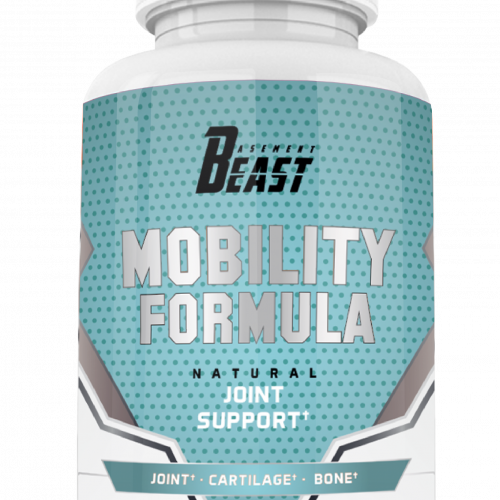 BASEMENT
BEAST
MOBILITY
FORMULA
NATURAL
JOINT
SUPPORT†
JOINT† · CARTILAGE† · BONE†